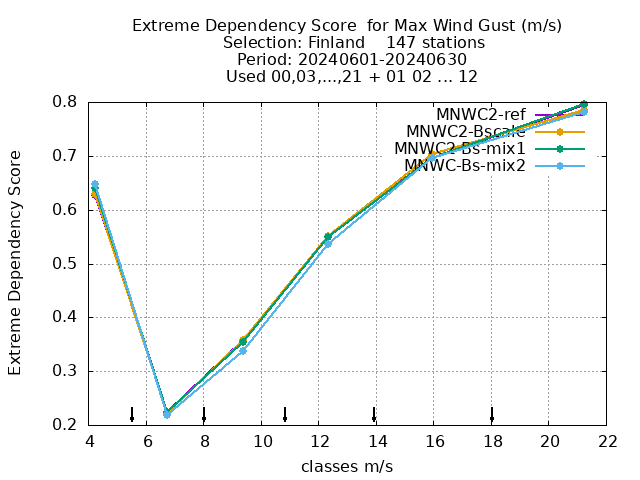 Extreme Dependency Score  for Max Wind Gust (m/s)
Selection: Finland    147 stations
Period: 20240601-20240630
Used 00,03,...,21 + 01 02 ... 12
Extreme Dependency Score
0.8
0.7
0.6
0.5
0.4
0.3
0.2
MNWC2-ref
MNWC2-Bscale
MNWC2-Bs-mix1
MNWC-Bs-mix2
4 6 8 10 12 14 16 18 20 22
classes m/s